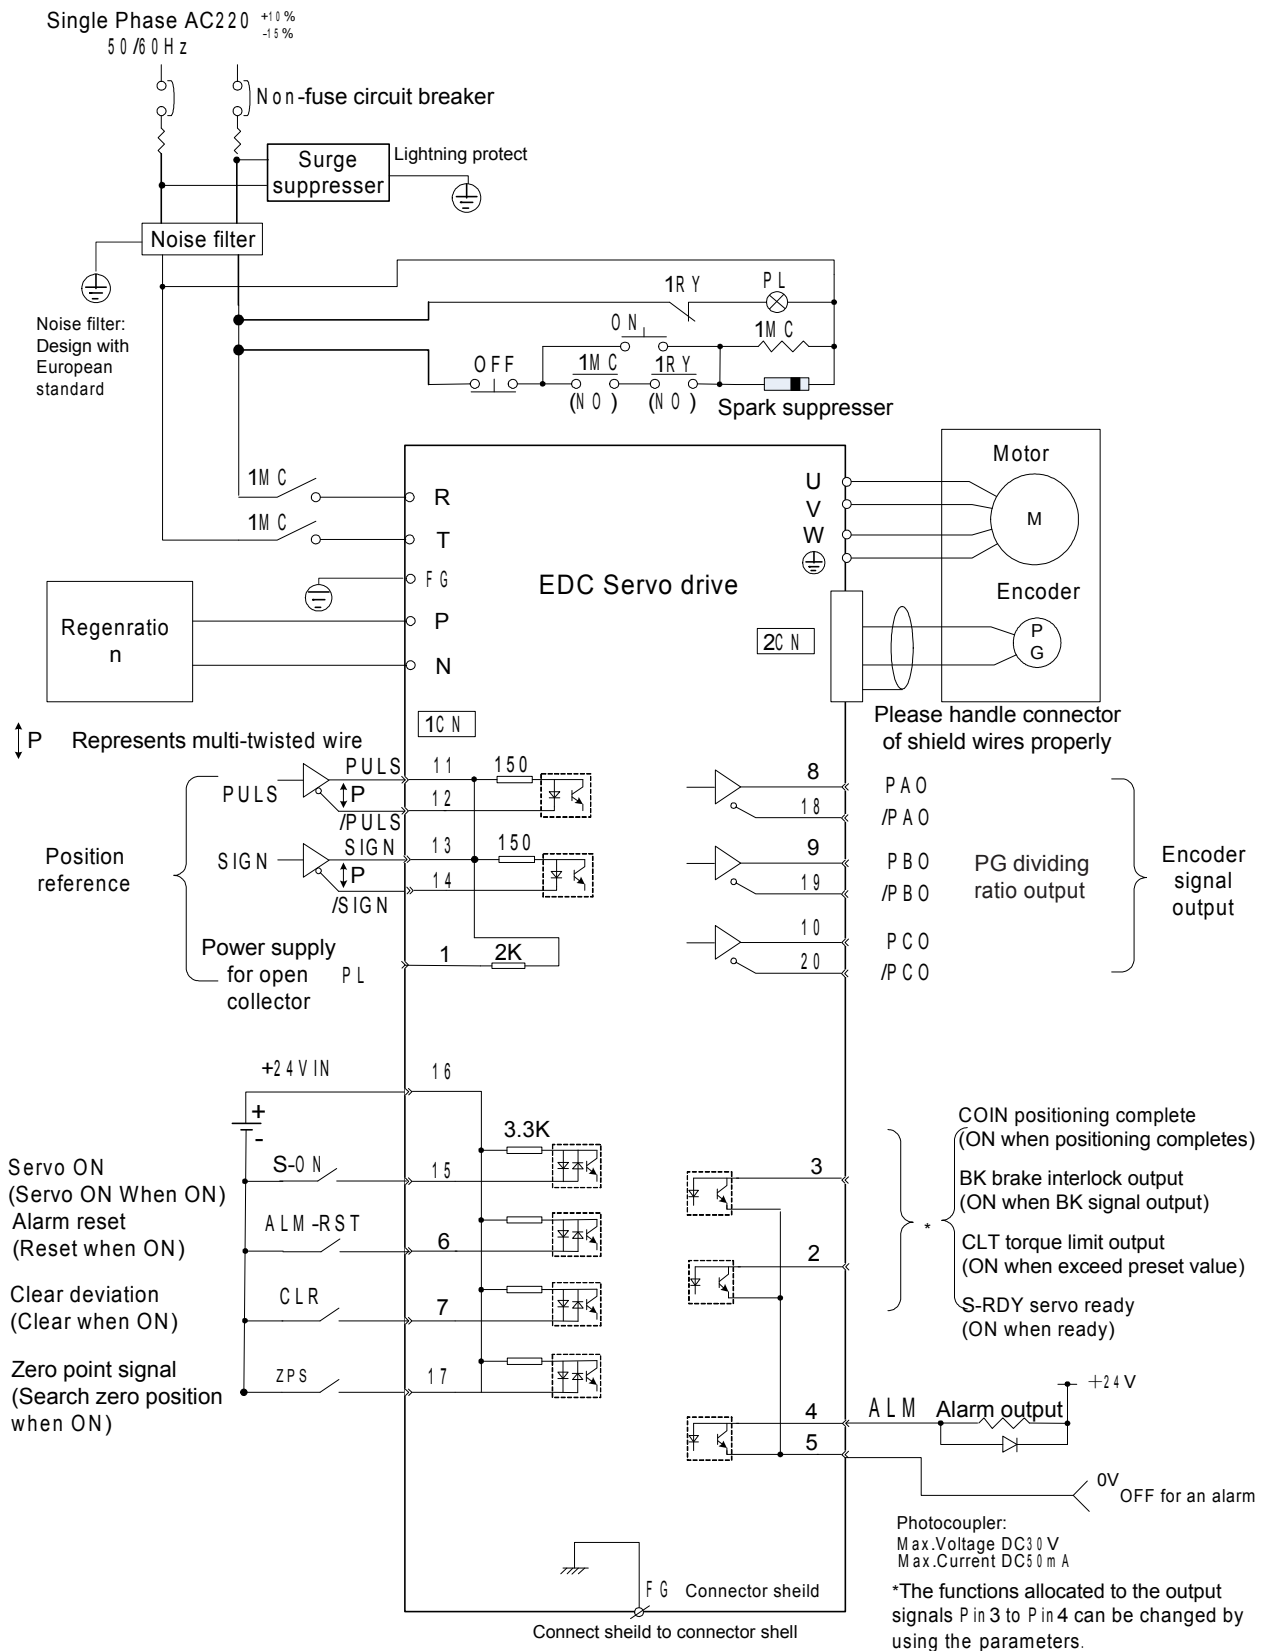 Single Phase AC220 +10% -15%
50/60Hz
Non-fuse circuit breaker
Surge
suppresser
Lightning protect
Noise filter
Noise filter:
Design with
European
standard
1RY
PL
ON
1MC
OFF
1MC
1RY
(NO)
(NO)
Spark suppresser
1MC
R
1MC
T
FG
P
N
Regenratio
n
EDC Servo drive
U
V
W
Motor
M
Encoder
P
G
2CN
Please handle connector
of shield wires properly
1CN
P Represents multi-twisted wire
Position
reference
PULS
PULS
11
150
P
12
/PULS
SIGN
SIGN
13
150
P
14
/SIGN
Power supply
for open
collector
PL
1
2K
8
PAO
18
/PAO
9
PBO
19
/PBO
10
PCO
20
/PCO
PG dividing
ratio output
Encoder
signal
output
+24VIN
16
+
-
3.3K
Servo ON
(Servo ON When ON)
S-ON
15
Alarm reset
(Reset when ON)
ALM-RST
6
Clear deviation
(Clear when ON)
CLR
7
Zero point signal
(Search zero position
when ON)
ZPS
17
3
2
*
COIN positioning complete
(ON when positioning completes)
BK brake interlock output
(ON when BK signal output)
CLT torque limit output
(ON when exceed preset value)
S-RDY servo ready
(ON when ready)
4
ALM
Alarm output
+24V
5
0V
OFF for an alarm
Photocoupler:
Max.Voltage DC30V
Max.Current DC50mA
*The functions allocated to the output
signals Pin3 to Pin4 can be changed by
using the parameters.
FG Connector sheild
Connect sheild to connector shell